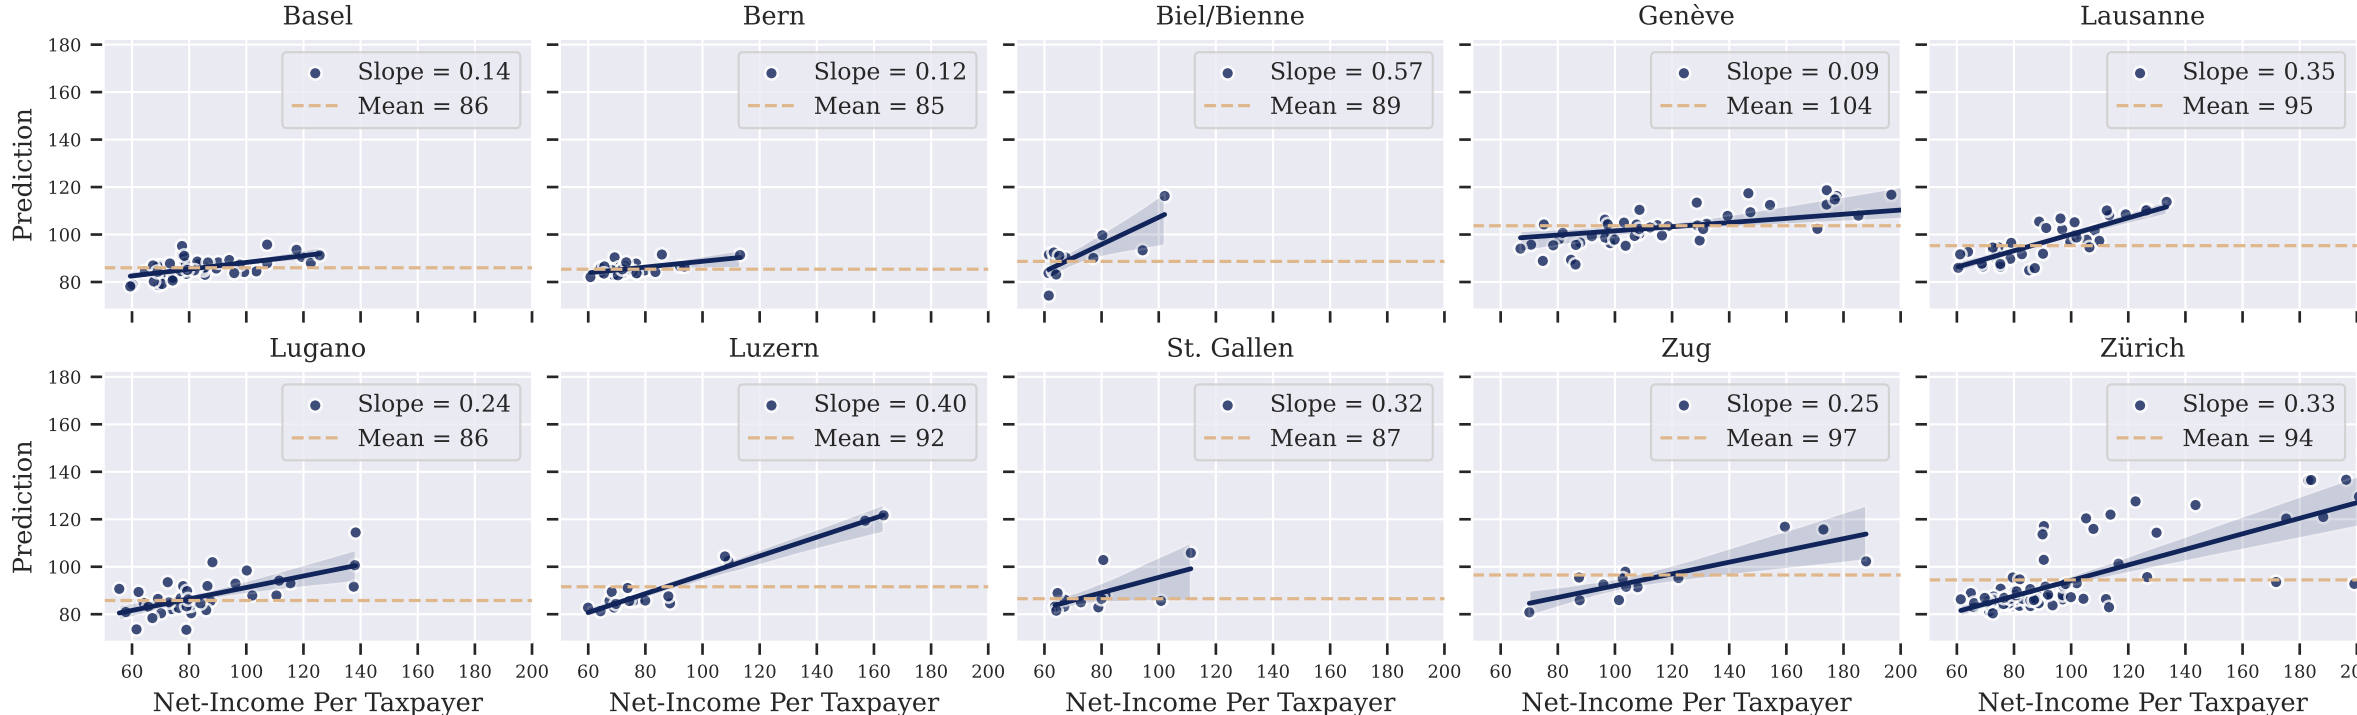 Basel
Bern
Biel/Bienne
Genève
Lausanne
Prediction
180
160
140
120
100
80
Slope = 0.14
Mean = 86
Slope = 0.12
Mean = 85
Slope = 0.57
Mean = 89
Slope = 0.09
Mean = 104
Slope = 0.35
Mean = 95
Lugano
Luzern
St. Gallen
Zug
Zürich
Prediction
180
160
140
120
100
80
Slope = 0.24
Mean = 86
Slope = 0.40
Mean = 92
Slope = 0.32
Mean = 87
Slope = 0.25
Mean = 97
Slope = 0.33
Mean = 94
60 80 100 120 140 160 180 200
60 80 100 120 140 160 180 200
60 80 100 120 140 160 180 200
60 80 100 120 140 160 180 200
60 80 100 120 140 160 180 20
Net-Income Per Taxpayer
Net-Income Per Taxpayer
Net-Income Per Taxpayer
Net-Income Per Taxpayer
Net-Income Per Taxpayer